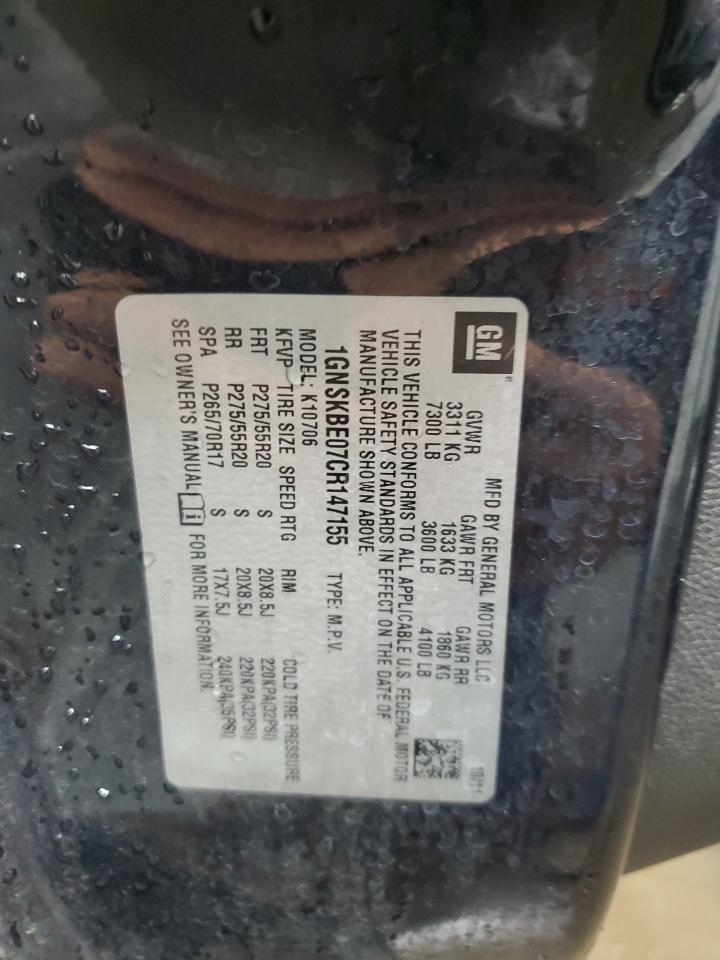 GM
MFD BY GENERAL MOTORS LLC 10/11
GVWR GAWR FRT GAWR RR
3311 KG 1633 KG 1860 KG
7300 LB 3600 LB 4100 LB
THIS VEHICLE CONFORMS TO ALL APPLICABLE U.S. FEDERAL MOTOR
VEHICLE SAFETY STANDARDS IN EFFECT ON THE DATE OF
MANUFACTURE SHOWN ABOVE.
1GNSKBE07CR147155 TYPE: M.P.V.
MODEL: K10706
KFVP TIRE SIZE SPEED RTG RIM COLD TIRE PRESSURE
FRT P275/55R20 S 20X8.5J 220KPA(32PSI)
RR P275/55R20 S 20X8.5J 220KPA(32PSI)
SPA P265/70R17 S 17X7.5J 240KPA(35PSI)
SEE OWNER'S MANUAL i FOR MORE INFORMATION.